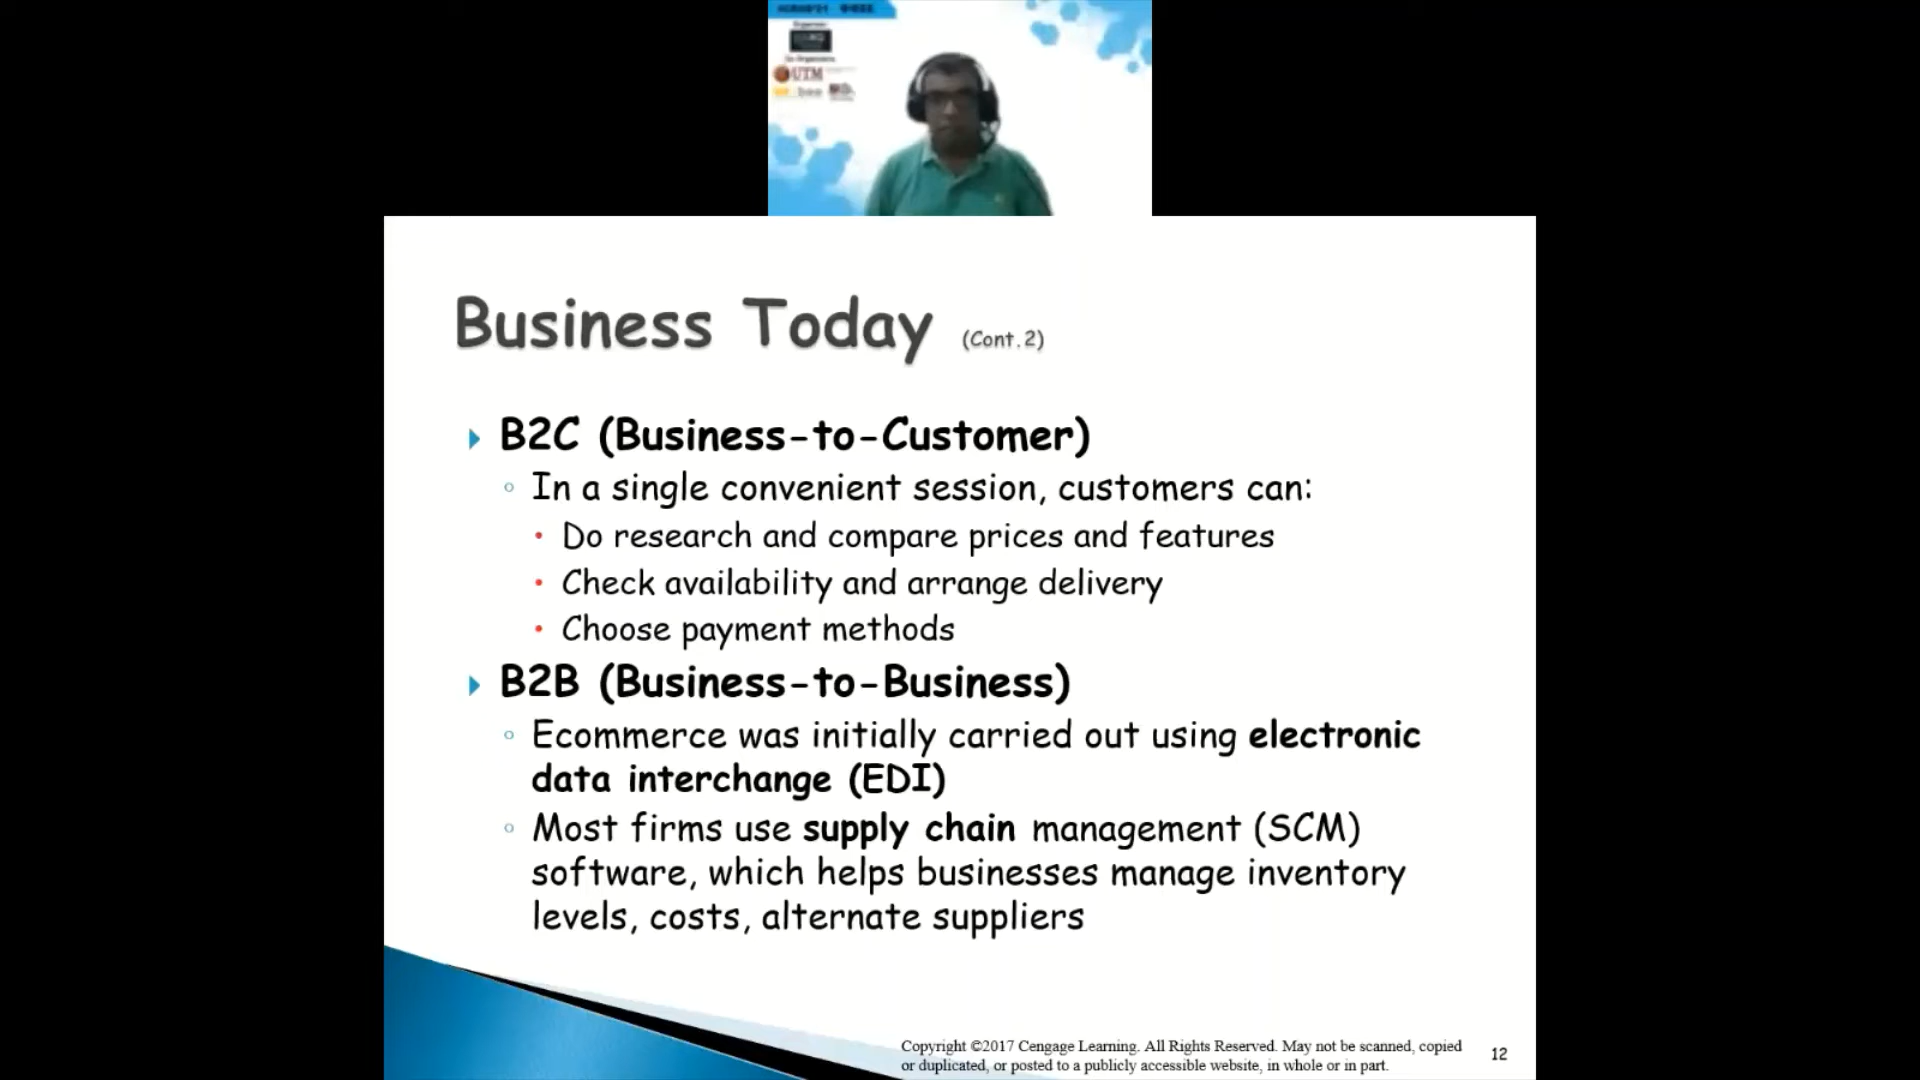 UTM
Business Today (Cont.2)
B2C (Business-to-Customer)
In a single convenient session, customers can:
Do research and compare prices and features
Check availability and arrange delivery
Choose payment methods
B2B (Business-to-Business)
Ecommerce was initially carried out using electronic
data interchange (EDI)
Most firms use supply chain management (SCM)
software, which helps businesses manage inventory
levels, costs, alternate suppliers
Copyright ©2017 Cengage Learning. All Rights Reserved. May not be scanned, copied
or duplicated, or posted to a publicly accessible website, in whole or in part.
12